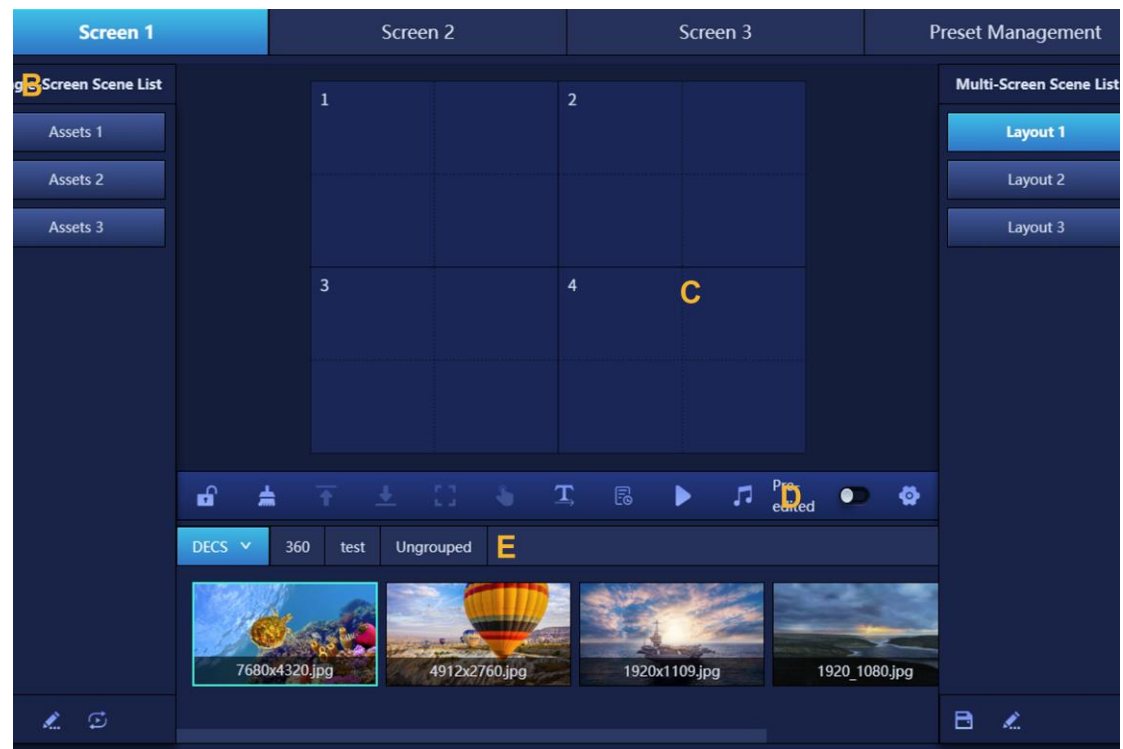 Screen 1
Screen 2
Screen 3
Preset Management
B
Screen Scene List
Assets 1
Assets 2
Assets 3
1
2
3
4
C
Multi-Screen Scene List
Layout 1
Layout 2
Layout 3
Pre-
edited
D
DECS
360
test
Ungrouped
E
7680x4320.jpg
4912x2760.jpg
1920x1109.jpg
1920_1080.jpg